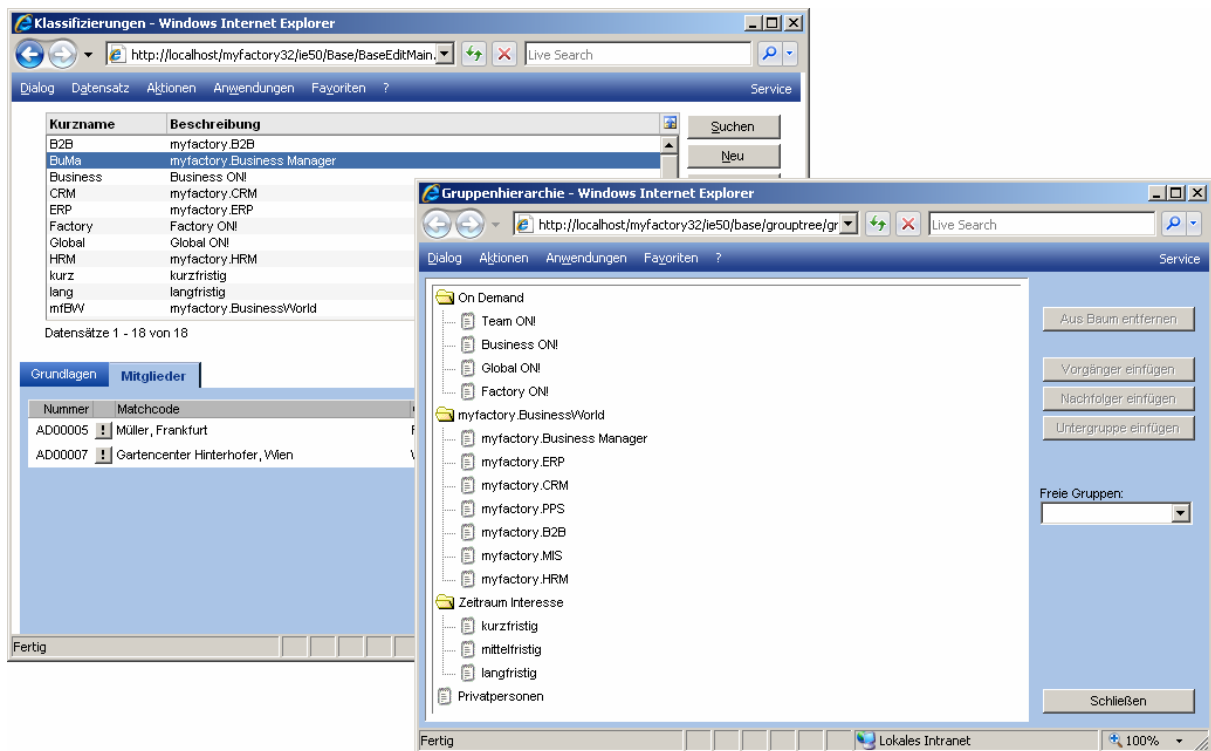 Klassifizierungen - Windows Internet Explorer
http://localhost/myfactory32/ie50/Base/BaseEditMain.
Live Search
Dialog Datensatz Aktionen Anwendungen Favoriten ? Service
Kurzname Beschreibung
Suchen
B2B myfactory.B2B
BuMa myfactory.Business Manager
Neu
Business Business ON!
CRM myfactory.CRM
ERP myfactory.ERP
Factory Factory ON!
Global Global ON!
HRM myfactory.HRM
kurz kurzfristig
lang langfristig
mfBW myfactory.BusinessWorld
Datensätze 1 - 18 von 18
Grundlagen Mitglieder
Nummer Matchcode
AD00005 ! Müller, Frankfurt
AD00007 ! Gartencenter Hinterhofer, Wien
Fertig
Gruppenhierarchie - Windows Internet Explorer
http://localhost/myfactory32/ie50/base/grouptree/gr
Live Search
Dialog Aktionen Anwendungen Favoriten ? Service
On Demand
Team ON!
Business ON!
Global ON!
Factory ON!
myfactory.BusinessWorld
myfactory.Business Manager
myfactory.ERP
myfactory.CRM
myfactory.PPS
myfactory.B2B
myfactory.MIS
myfactory.HRM
Zeitraum Interesse
kurzfristig
mittelfristig
langfristig
Privatpersonen
Aus Baum entfernen
Vorgänger einfügen
Nachfolger einfügen
Untergruppe einfügen
Freie Gruppen:
Schließen
Fertig Lokales Intranet 100%